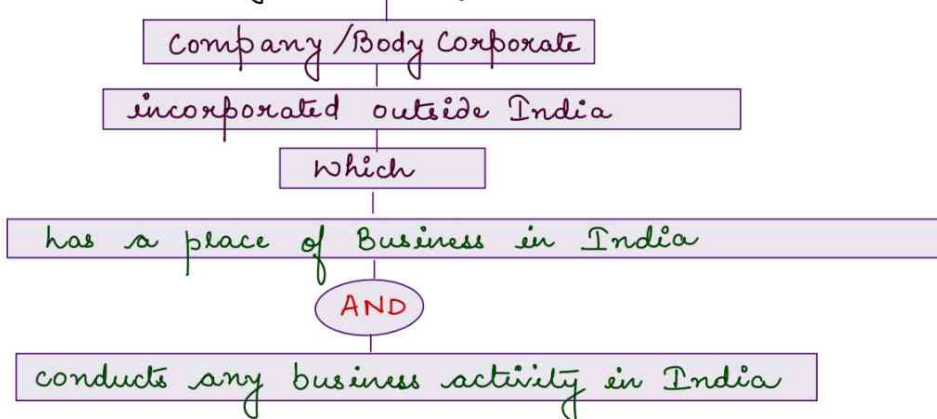 Company/Body Corporate
incorporated outside India
Which
has a place of Business in India
AND
conducts any business activity in India